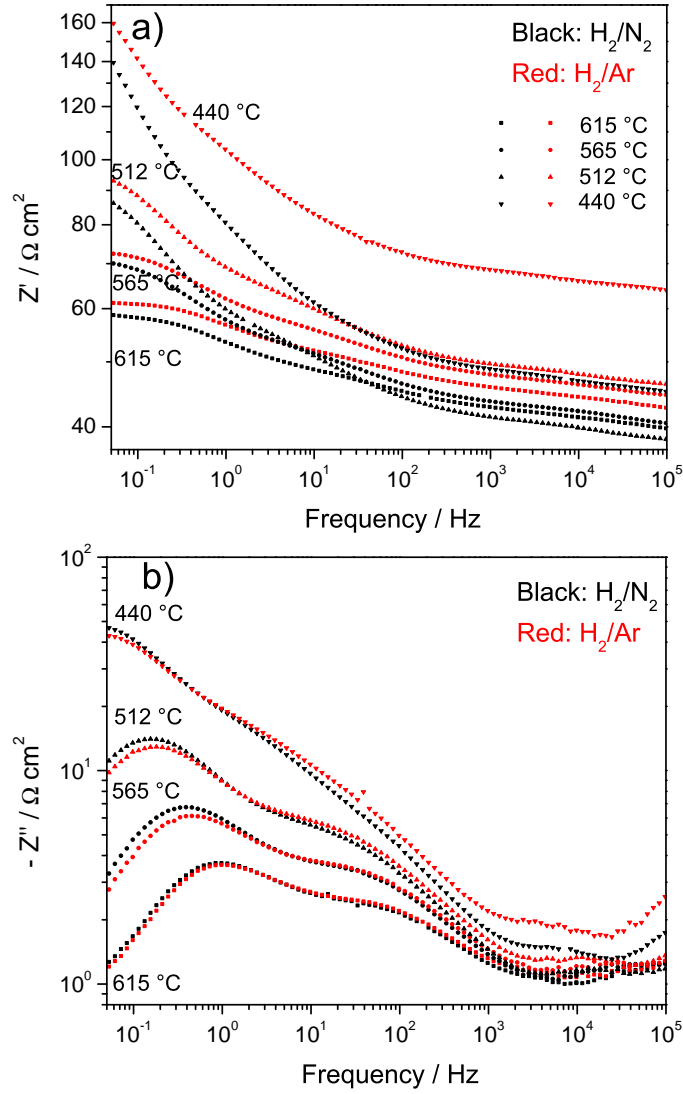 a)
Black: H2/N2
Red: H2/Ar
615 °C
565 °C
512 °C
440 °C
440 °C
512 °C
565 °C
615 °C
160
140
120
100
80
60
40
Z' / Ω cm2
10-1
100
101
102
103
104
105
Frequency / Hz
b)
Black: H2/N2
Red: H2/Ar
440 °C
512 °C
565 °C
615 °C
102
101
100
- Z'' / Ω cm2
10-1
100
101
102
103
104
105
Frequency / Hz